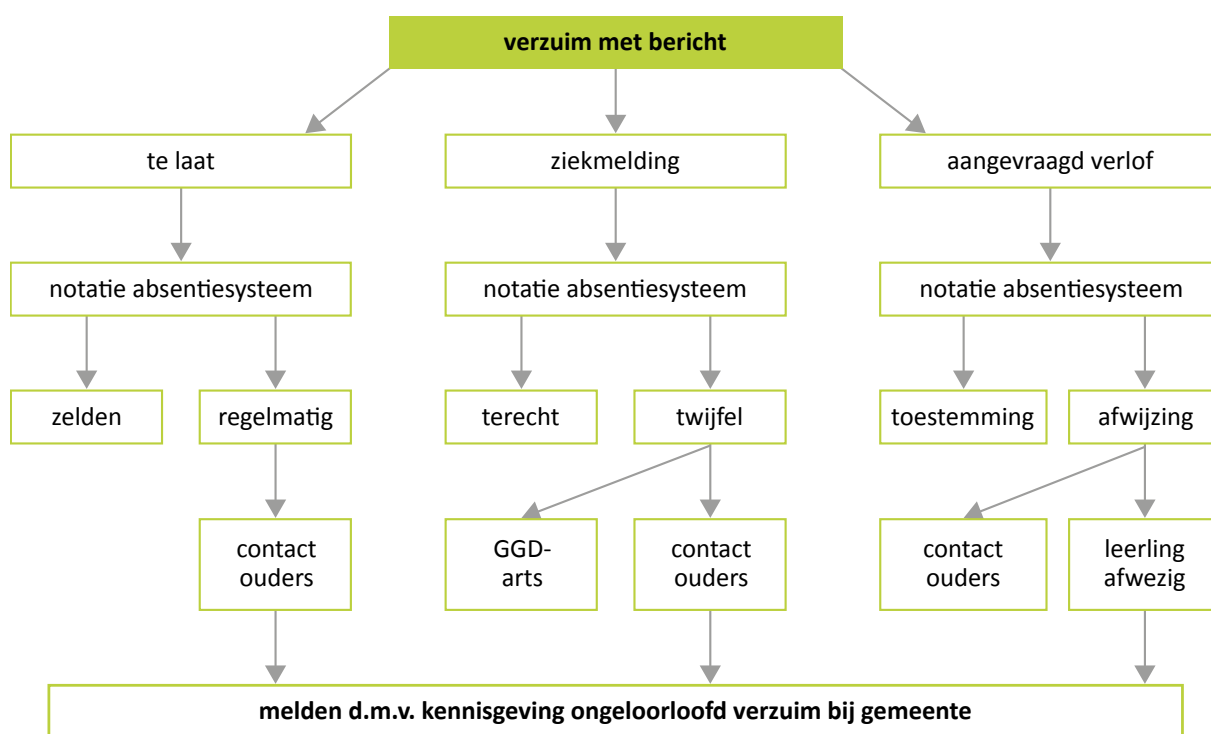 verzuim met bericht
te laat
ziekmelding
aangevraagd verlof
notatie absentiesysteem
notatie absentiesysteem
notatie absentiesysteem
zelden
regelmatig
terecht
twijfel
toestemming
afwijzing
contact
ouders
GGD-
arts
contact
ouders
contact
ouders
leerling
afwezig
melden d.m.v. kennisgeving ongeloorloofd verzuim bij gemeente